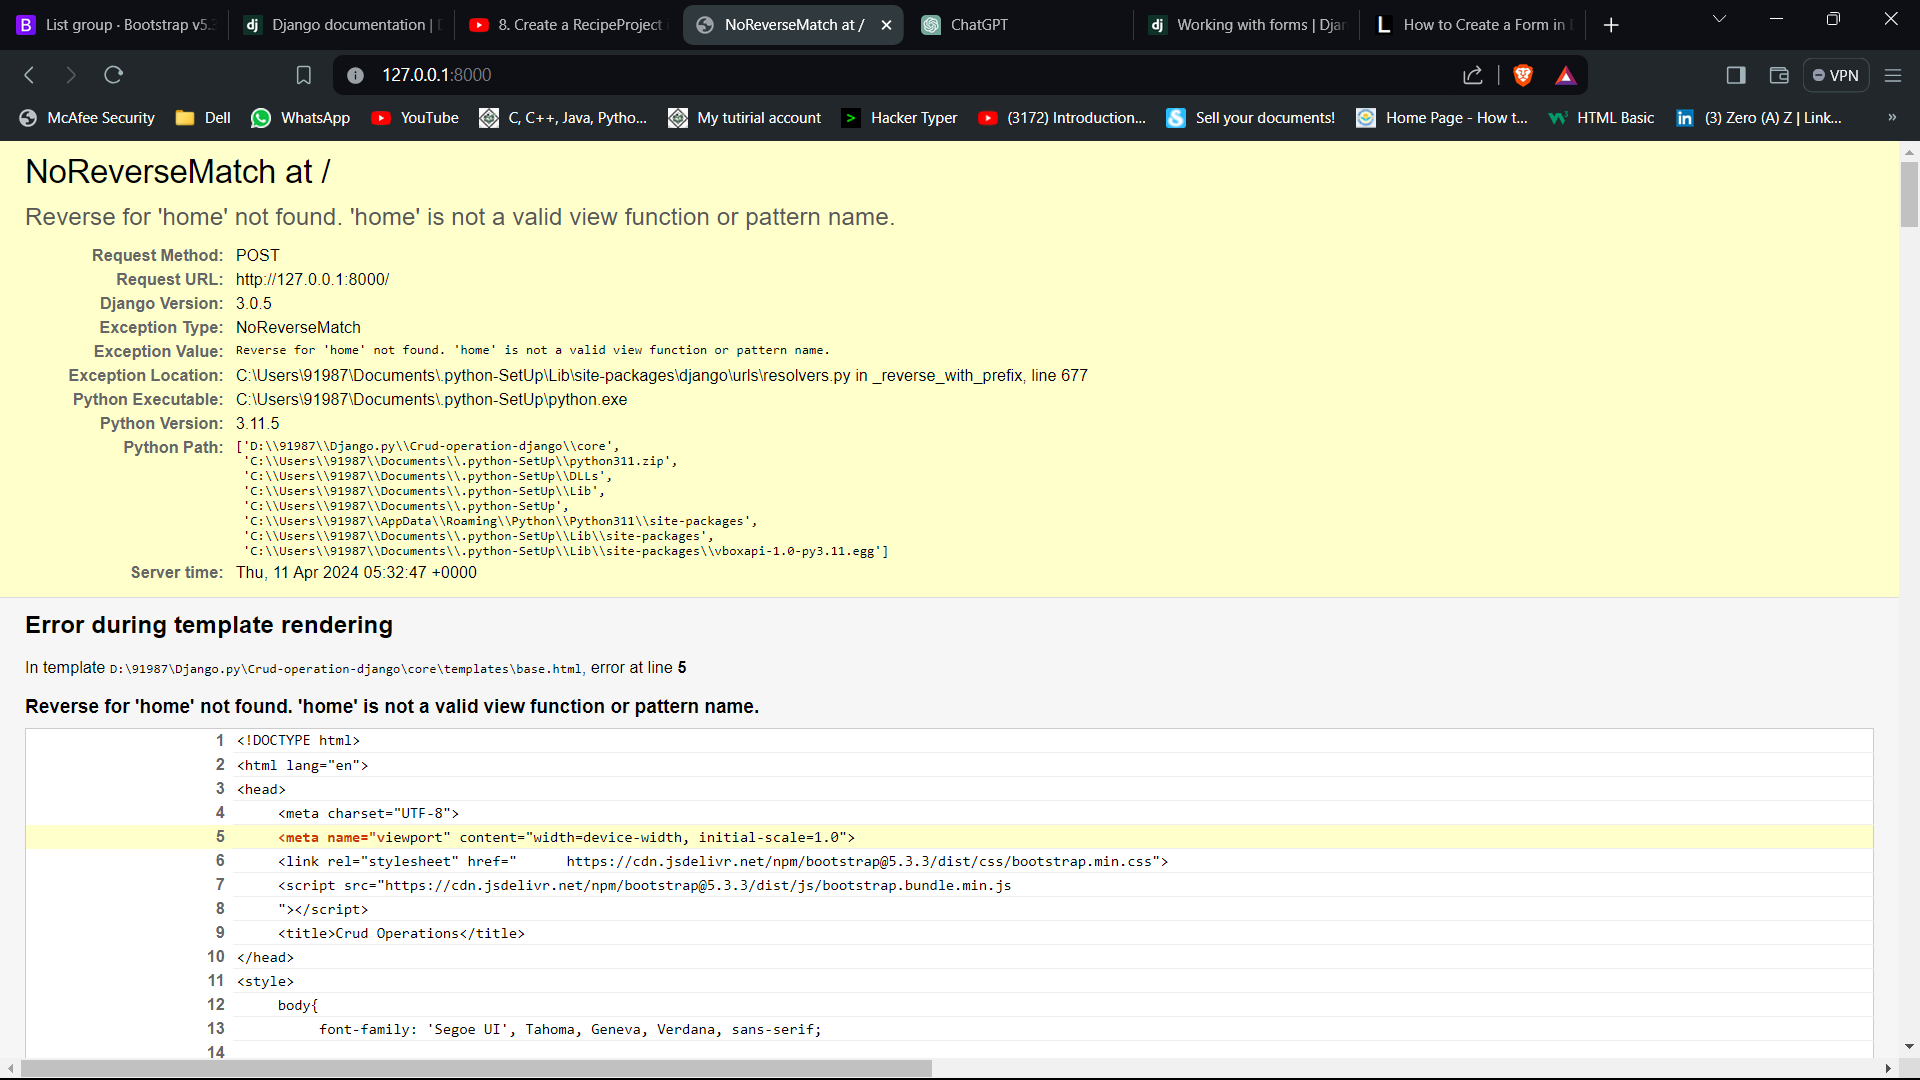 List group · Bootstrap v5.3
Django documentation | D
8. Create a RecipeProject i
NoReverseMatch at /
ChatGPT
Working with forms | Djan
How to Create a Form in D
127.0.0.1:8000
VPN
McAfee Security
Dell
WhatsApp
YouTube
C, C++, Java, Pytho...
My tutirial account
Hacker Typer
(3172) Introduction...
Sell your documents!
Home Page - How t...
HTML Basic
(3) Zero (A) Z | Link...
»
NoReverseMatch at /
Reverse for 'home' not found. 'home' is not a valid view function or pattern name.
Request Method: POST
Request URL: http://127.0.0.1:8000/
Django Version: 3.0.5
Exception Type: NoReverseMatch
Exception Value: Reverse for 'home' not found. 'home' is not a valid view function or pattern name.
Exception Location: C:\Users\91987\Documents\.python-SetUp\Lib\site-packages\django\urls\resolvers.py in _reverse_with_prefix, line 677
Python Executable: C:\Users\91987\Documents\.python-SetUp\python.exe
Python Version: 3.11.5
Python Path: ['D:\\91987\\Django.py\\Crud-operation-django\\core',
'C:\\Users\\91987\\Documents\\.python-SetUp\\python311.zip',
'C:\\Users\\91987\\Documents\\.python-SetUp\\DLLs',
'C:\\Users\\91987\\Documents\\.python-SetUp\\Lib',
'C:\\Users\\91987\\Documents\\.python-SetUp',
'C:\\Users\\91987\\AppData\\Roaming\\Python\\Python311\\site-packages',
'C:\\Users\\91987\\Documents\\.python-SetUp\\Lib\\site-packages',
'C:\\Users\\91987\\Documents\\.python-SetUp\\Lib\\site-packages\\vboxapi-1.0-py3.11.egg']
Server time: Thu, 11 Apr 2024 05:32:47 +0000
Error during template rendering
In template D:\91987\Django.py\Crud-operation-django\core\templates\base.html, error at line 5
Reverse for 'home' not found. 'home' is not a valid view function or pattern name.
1 <!DOCTYPE html>
2 <html lang="en">
3 <head>
4 <meta charset="UTF-8">
5 <meta name="viewport" content="width=device-width, initial-scale=1.0">
6 <link rel="stylesheet" href="      https://cdn.jsdelivr.net/npm/bootstrap@5.3.3/dist/css/bootstrap.min.css">
7 <script src="https://cdn.jsdelivr.net/npm/bootstrap@5.3.3/dist/js/bootstrap.bundle.min.js
8 "></script>
9 <title>Crud Operations</title>
10 </head>
11 <style>
12 body{
13 font-family: 'Segoe UI', Tahoma, Geneva, Verdana, sans-serif;
14